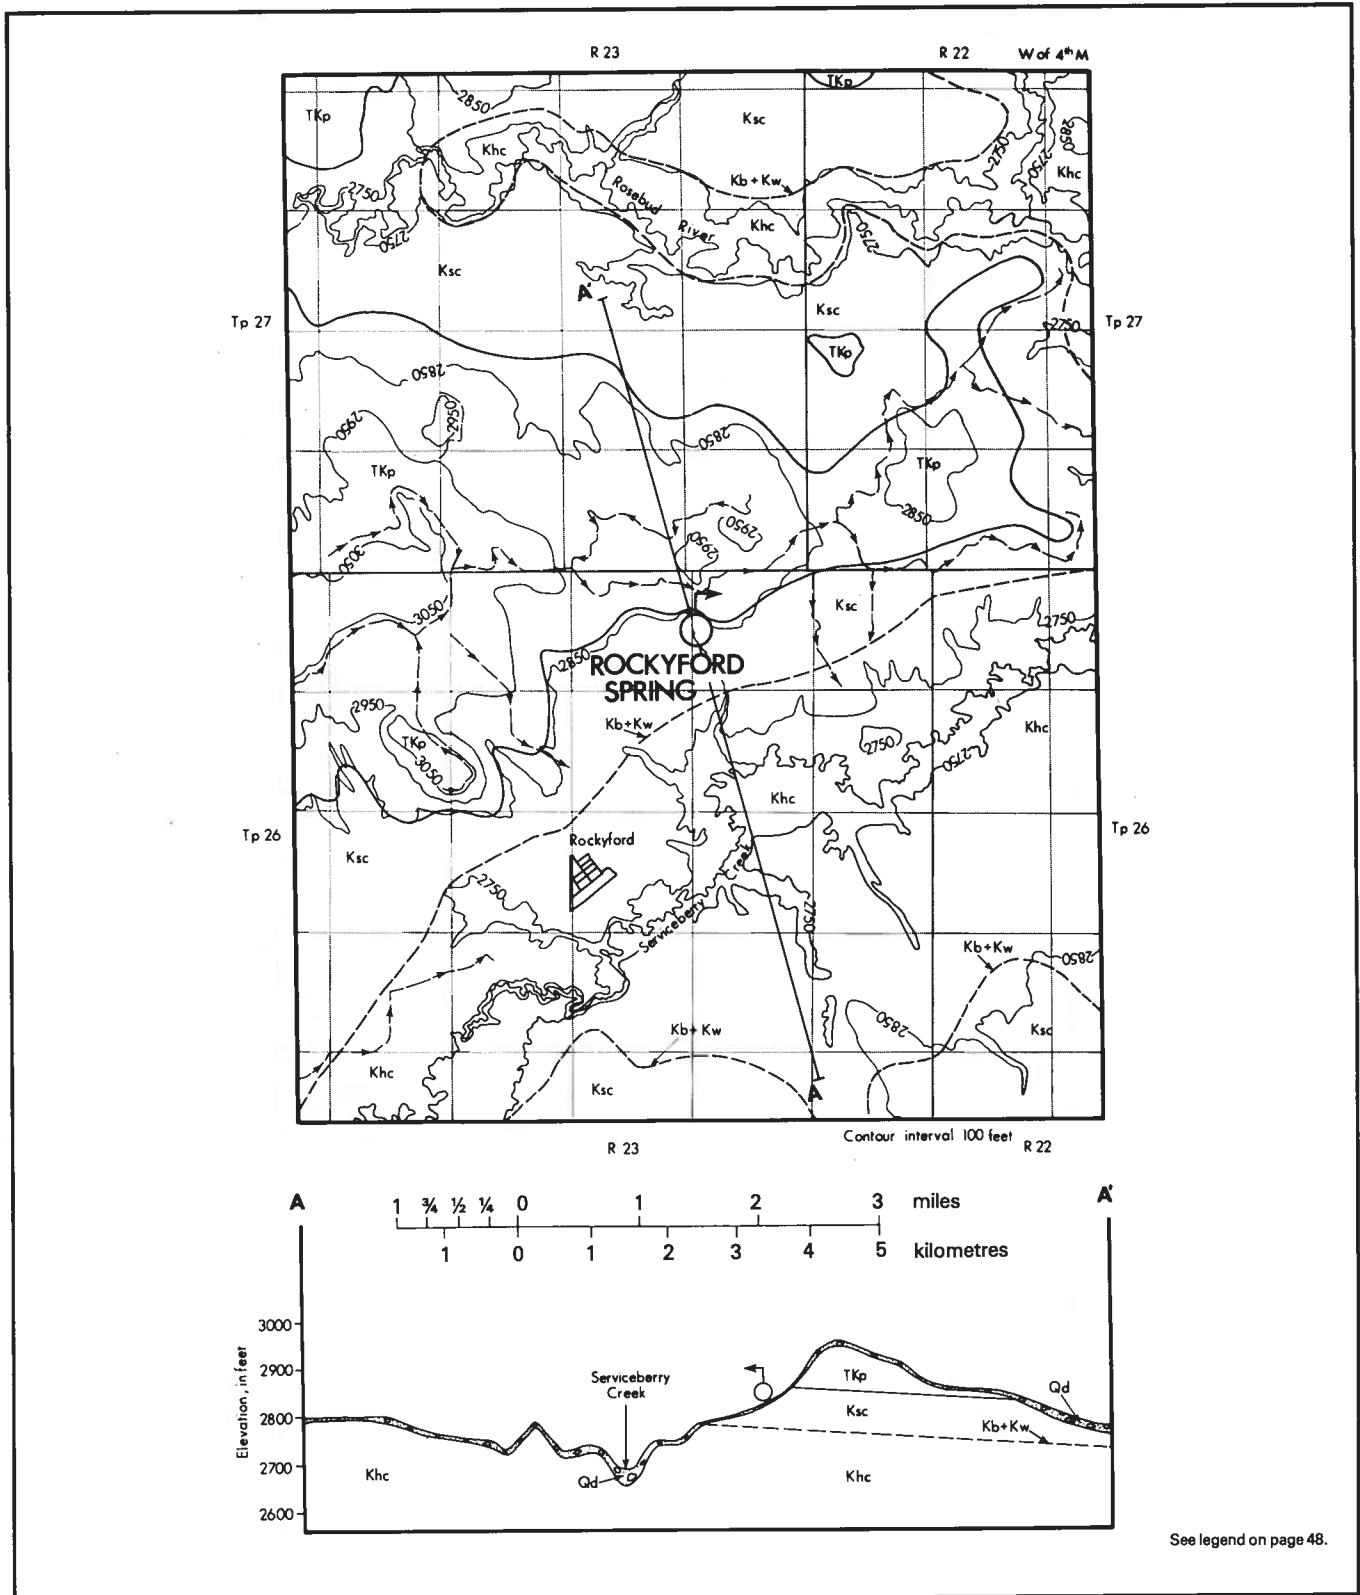 R 23
R 22
W of 4th M
TKp
2850
TKp
Ksc
2850
Khc
2750
2750
Khc
Kb + Kw
2750
Rosebud
River
Khc
2750
2750
Ksc
A'
Ksc
Tp 27
2750
Tp 27
TKp
2850
2950
2950
2850
TKp
TKp
2850
2950
2950
3050
3050
Ksc
2750
2850
ROCKYFORD
SPRING
2950
Kb+Kw
Khc
TKp
2750
2750
3050
Khc
Tp 26
Tp 26
Rockyford
Ksc
Creek
2750
2750
Serviceberry
Kb+Kw
2850
Kb+Kw
2850
Ksc
Khc
Ksc
A
Contour interval 100 feet
R 23
R 22
A
1 ¾ ½ ¼ 0 1 2 3 miles
A'
1 0 1 2 3 4 5 kilometres
Elevation, in feet
3000
2900
2800
2700
2600
Serviceberry
Creek
TKp
Qd
Ksc
Kb+Kw
Khc
Qd
Khc
See legend on page 48.